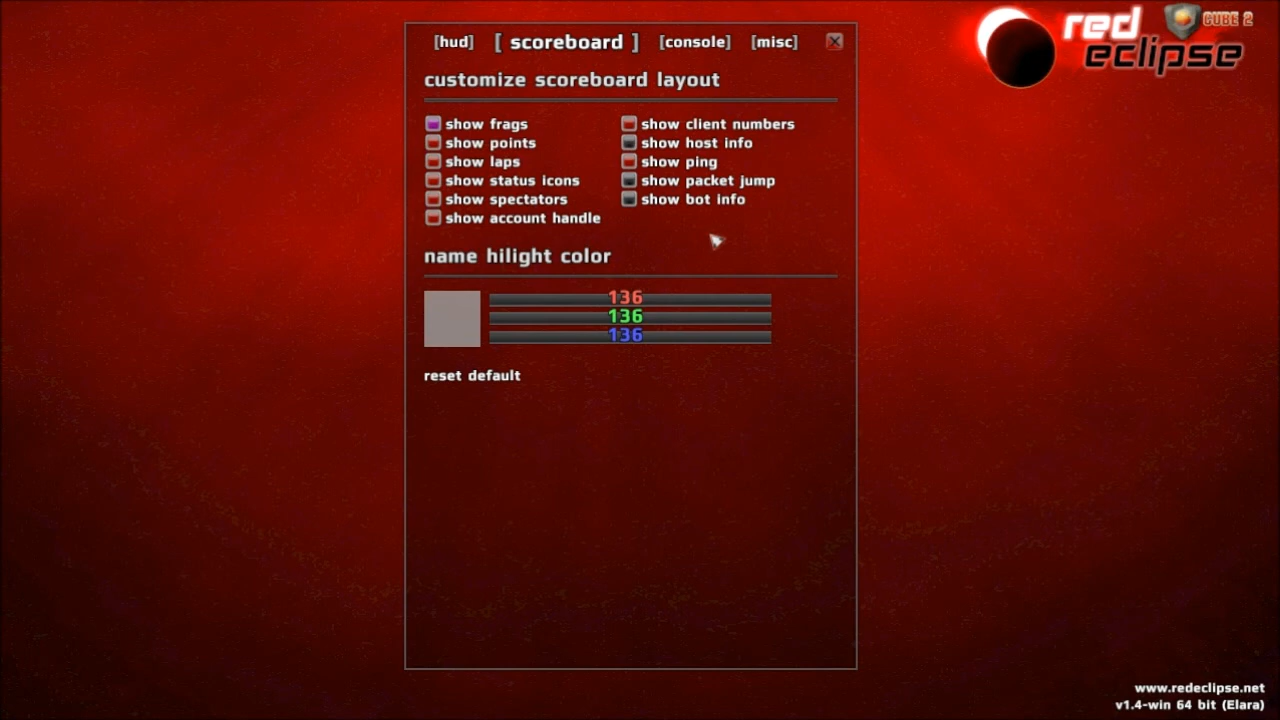 [hud] [ scoreboard ] [console] [misc]
red
CUBE 2
eclipse
customize scoreboard layout
show frags
show points
show laps
show status icons
show spectators
show account handle
show client numbers
show host info
show ping
show packet jump
show bot info
name hilight color
136
136
136
reset default
www.redeclipse.net
v1.4-win 64 bit (Elara)